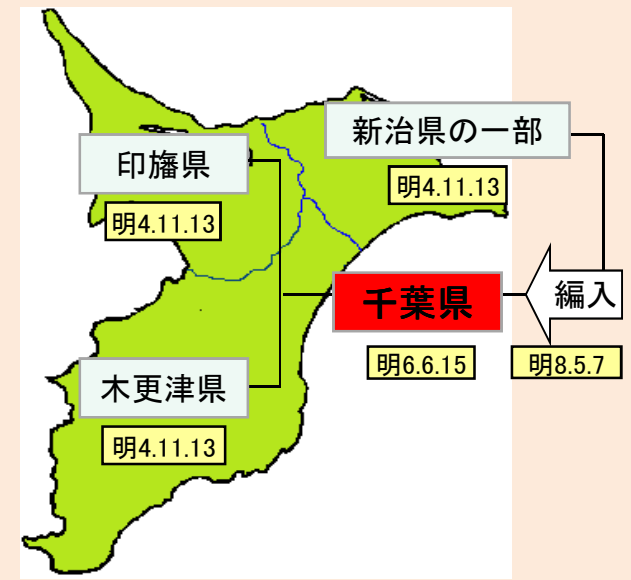 新治県の一部
明4.11.13
印旛県
明4.11.13
千葉県
明6.6.15
編入
明8.5.7
木更津県
明4.11.13